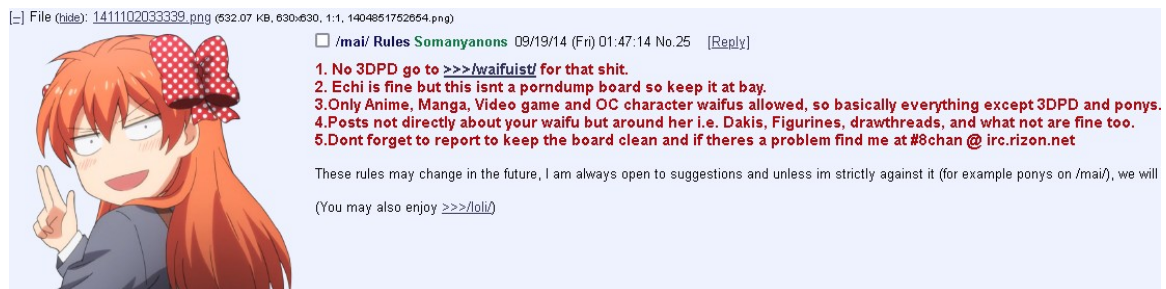 [–] File (hide): 1411102033339.png (532.07 KB, 630x630, 1:1, 1404851752654.png)
/mai/ Rules Somanyanons 09/19/14 (Fri) 01:47:14 No.25 [Reply]
1. No 3DPD go to >>>/waifuist/ for that shit.
2. Echi is fine but this isnt a porndump board so keep it at bay.
3.Only Anime, Manga, Video game and OC character waifus allowed, so basically everything except 3DPD and ponys.
4.Posts not directly about your waifu but around her i.e. Dakis, Figurines, drawthreads, and what not are fine too.
5.Dont forget to report to keep the board clean and if theres a problem find me at #8chan @ irc.rizon.net
These rules may change in the future, I am always open to suggestions and unless im strictly against it (for example ponys on /mai/), we will
(You may also enjoy >>>/loli/)